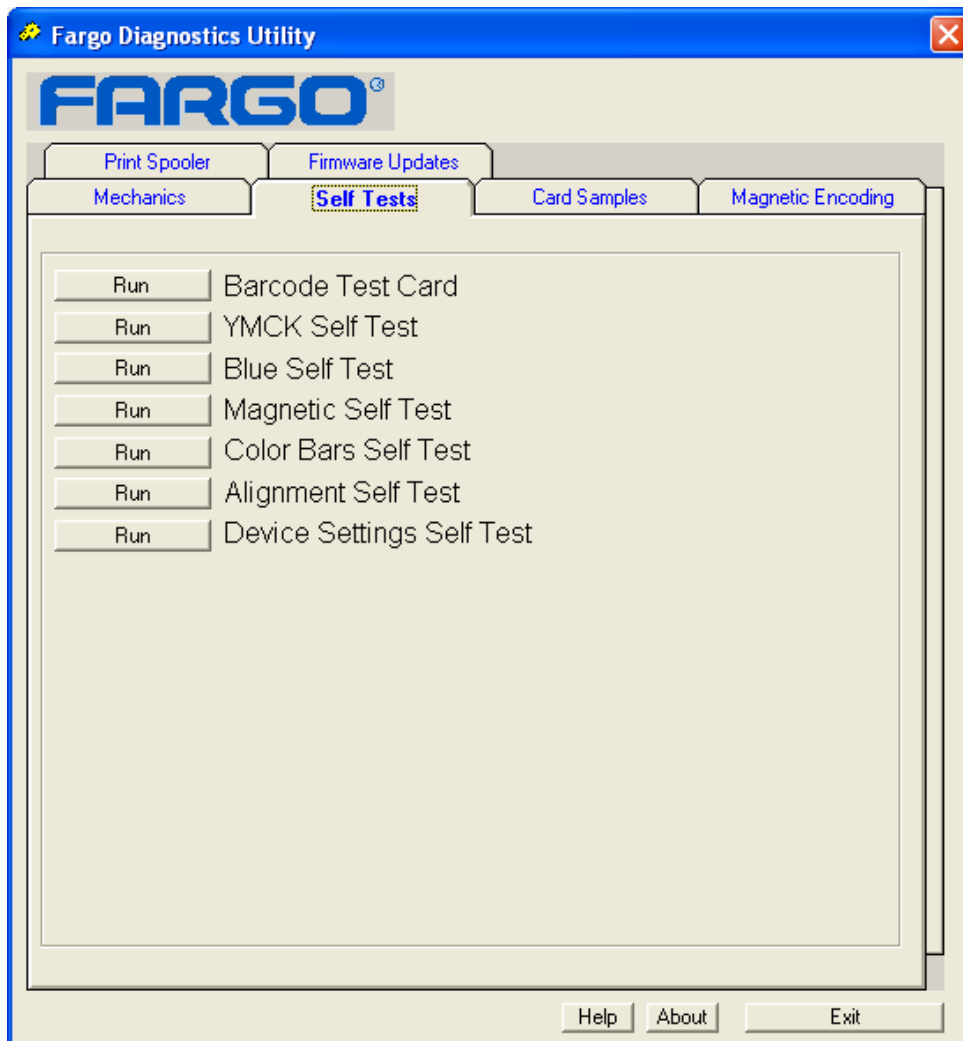 Fargo Diagnostics Utility
FARGO®
Print Spooler Firmware Updates
Mechanics Self Tests Card Samples Magnetic Encoding
Run Barcode Test Card
Run YMCK Self Test
Run Blue Self Test
Run Magnetic Self Test
Run Color Bars Self Test
Run Alignment Self Test
Run Device Settings Self Test
Help About Exit